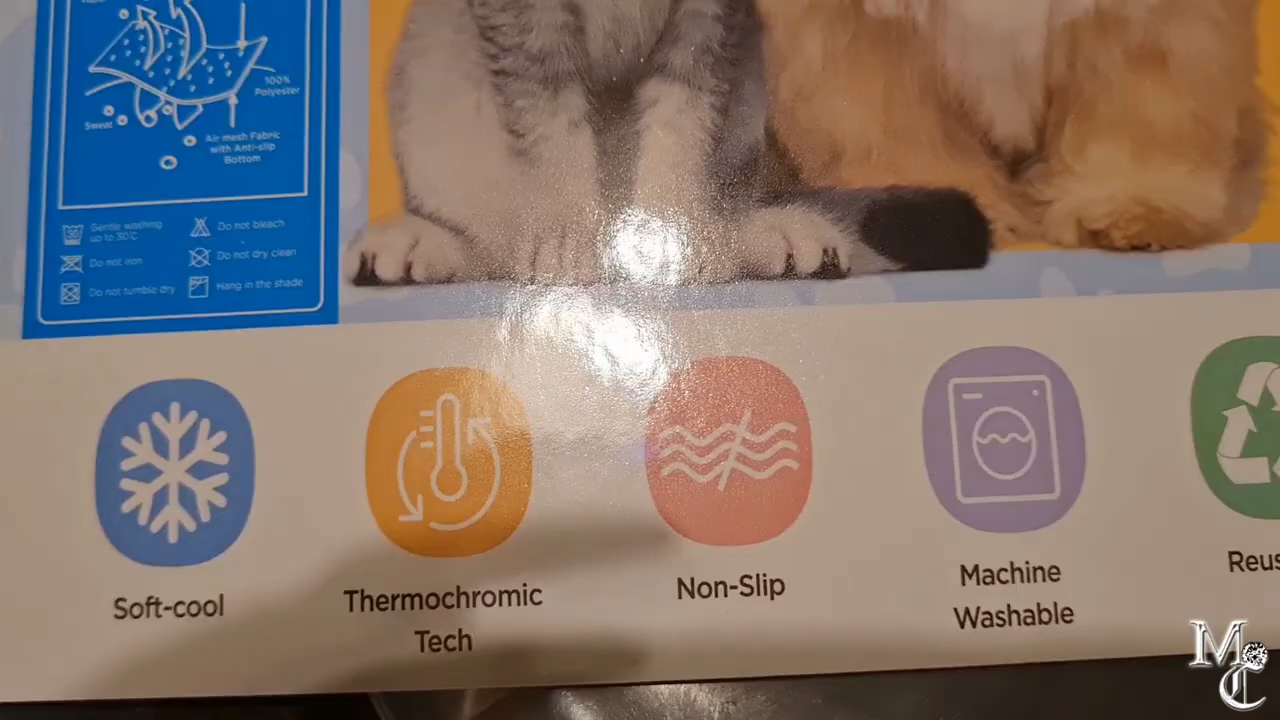 100%
Polyester
Sweat
Air mesh Fabric
with Anti-slip
Bottom
30
Gentle washing
up to 30°C
Do not bleach
Do not iron
Do not dry clean
Do not tumble dry
Hang in the shade
Soft-cool
Thermochromic
Tech
Non-Slip
Machine
Washable
Reus
MC